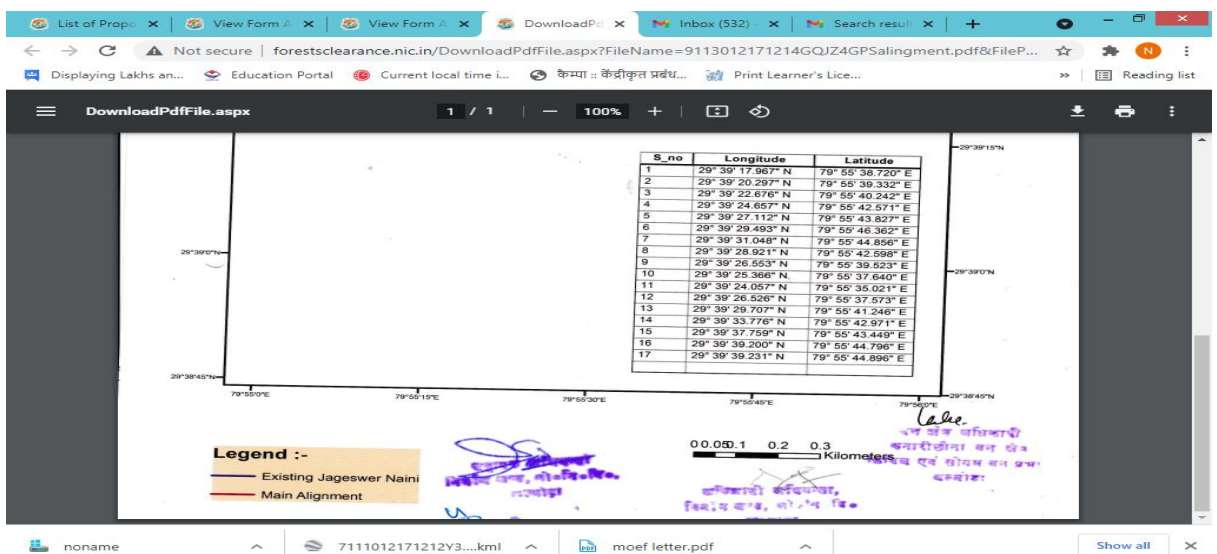 List of Propo
View Form A
View Form A
DownloadPd
Inbox (532) -
Search result
Not secure | forestsclearance.nic.in/DownloadPdfFile.aspx?FileName=9113012171214GQJZ4GPSalingment.pdf&FileP...
N
Displaying Lakhs an...
Education Portal
Current local time i...
कैम्पा :: केंद्रीकृत प्रबंध...
Print Learner's Lice...
»
Reading list
DownloadPdfFile.aspx
1 / 1 | — 100% + |
29°39'15"N
S_no Longitude Latitude
1 29° 39' 17.967" N 79° 55' 38.720" E
2 29° 39' 20.297" N 79° 55' 39.332" E
3 29° 39' 22.676" N 79° 55' 40.242" E
4 29° 39' 24.657" N 79° 55' 42.571" E
5 29° 39' 27.112" N 79° 55' 43.827" E
6 29° 39' 29.493" N 79° 55' 46.362" E
7 29° 39' 31.048" N 79° 55' 44.856" E
8 29° 39' 28.921" N 79° 55' 42.598" E
9 29° 39' 26.553" N 79° 55' 39.523" E
10 29° 39' 25.366" N. 79° 55' 37.640" E
11 29° 39' 24.057" N 79° 55' 35.021" E
12 29° 39' 26.526" N 79° 55' 37.573" E
13 29° 39' 29.707" N 79° 55' 41.246" E
14 29° 39' 33.776" N 79° 55' 42.971" E
15 29° 39' 37.759" N 79° 55' 43.449" E
16 29° 39' 39.200" N 79° 55' 44.796" E
17 29° 39' 39.231" N 79° 55' 44.896" E
29°39'0"N
29°39'0"N
29°38'45"N
29°38'45"N
79°55'0"E 79°55'15"E 79°55'30"E 79°55'45"E 79°56'0"E
वन क्षेत्र अधिकारी
वन क्षेत्र
एवं सोयम वन
अल्मोड़ा
0 0.05 0.1 0.2 0.3
Kilometers
Legend :-
Existing Jageswer Naini
Main Alignment
अल्मोड़ा
noname
7111012171212Y3....kml
moef letter.pdf
Show all